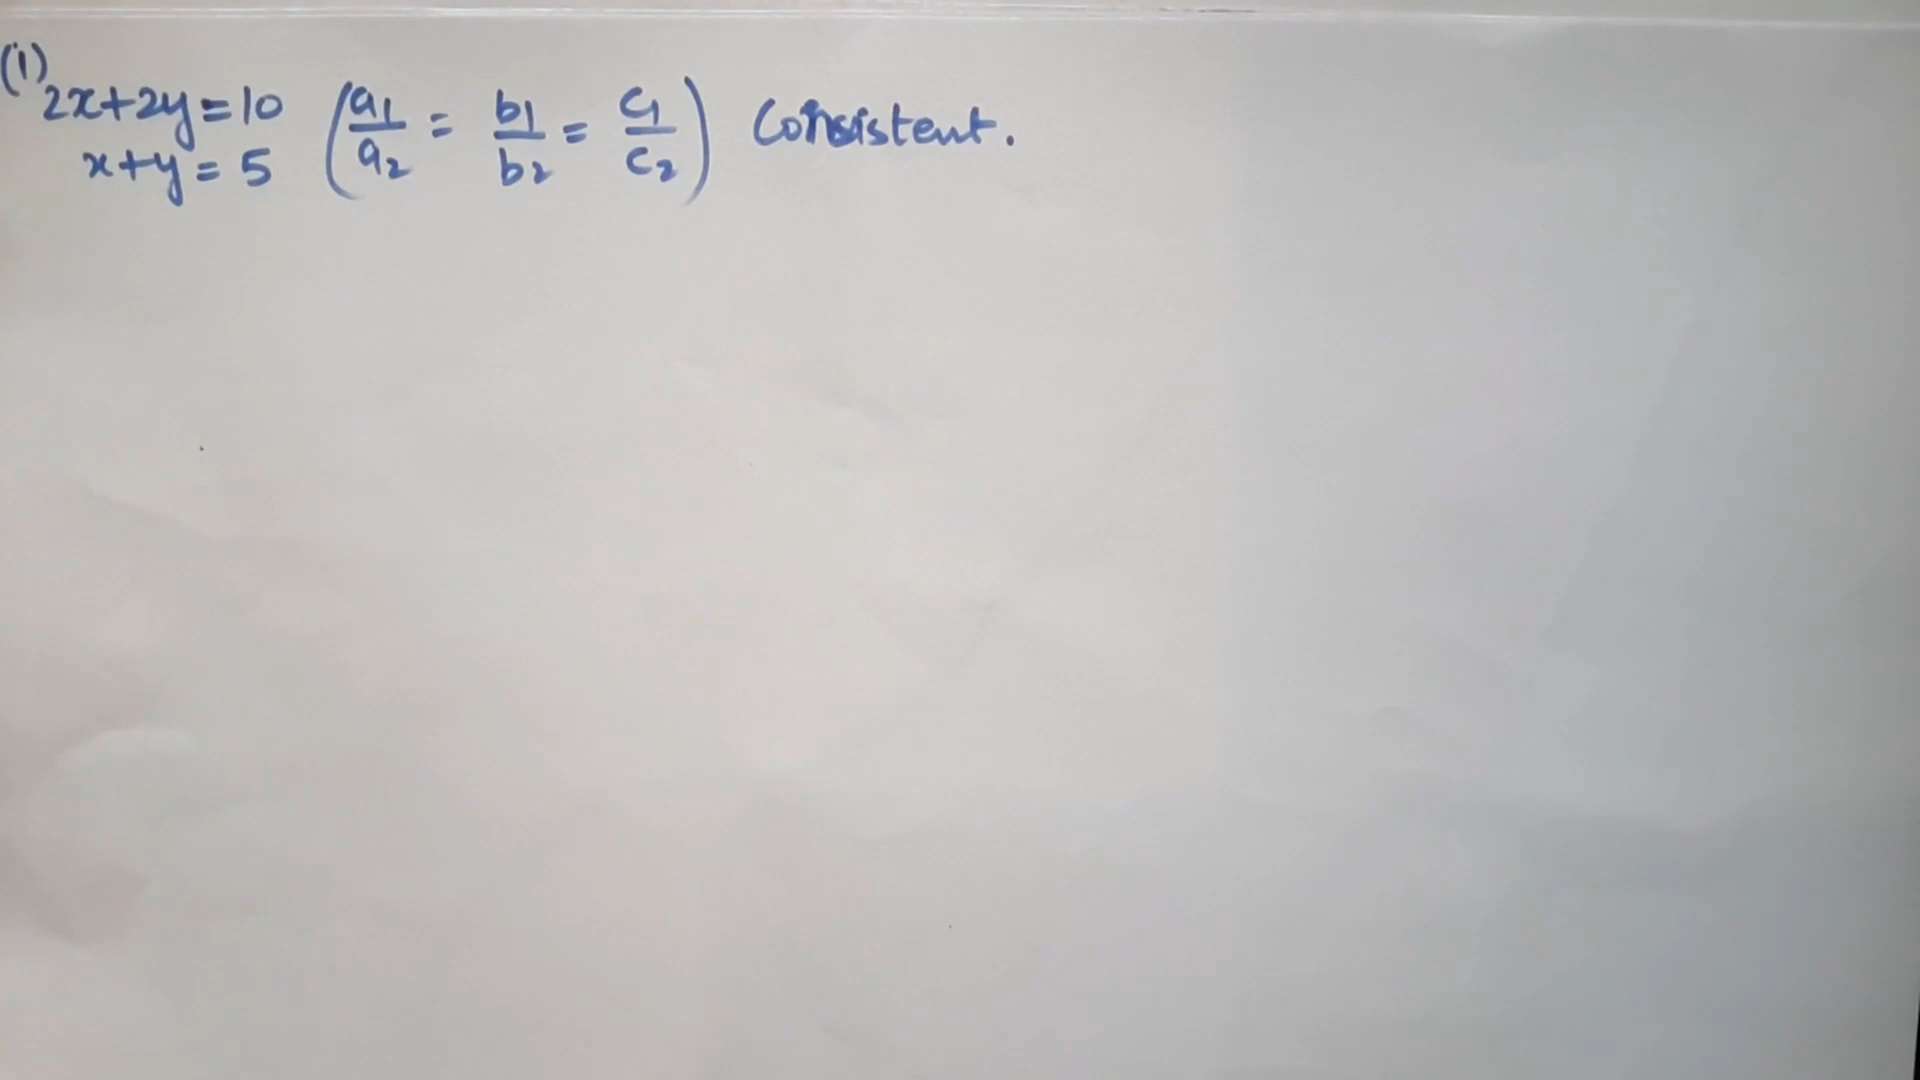 (1)
2x+2y=10 (a1/a2 = b1/b2 = c1/c2) Consistent.
x+y=5